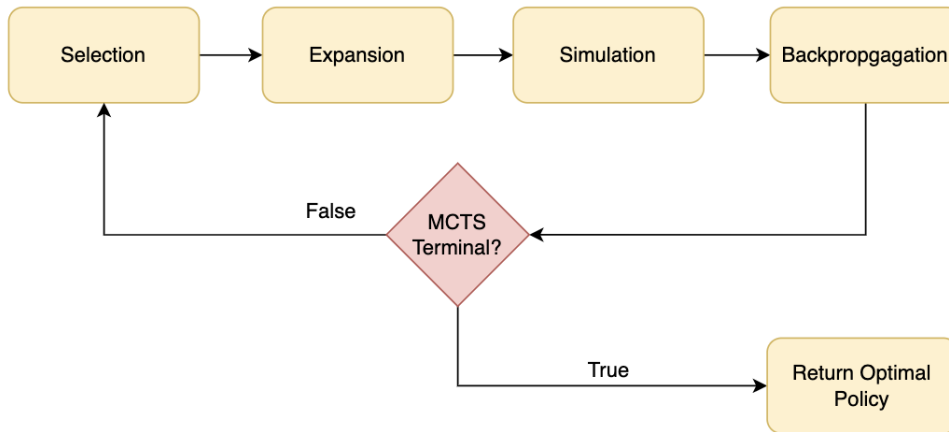 Selection
Expansion
Simulation
Backpropgagation
False
MCTS
Terminal?
True
Return Optimal
Policy